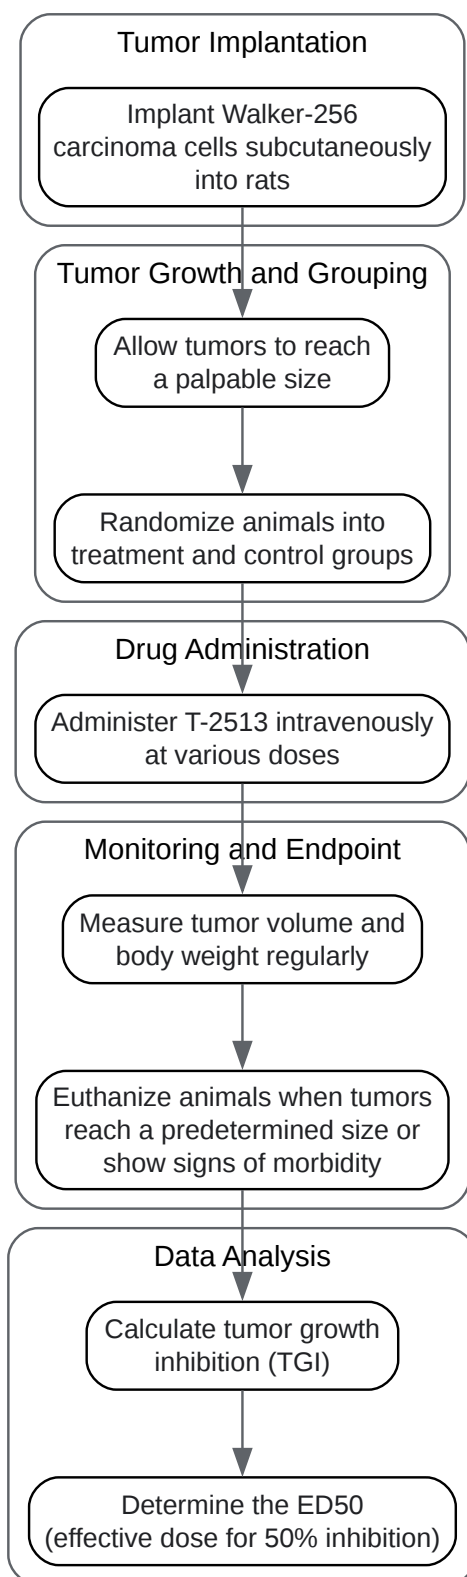 Tumor Implantation
Implant Walker-256
carcinoma cells subcutaneously
into rats
Tumor Growth and Grouping
Allow tumors to reach
a palpable size
Randomize animals into
treatment and control groups
Drug Administration
Administer T-2513 intravenously
at various doses
Monitoring and Endpoint
Measure tumor volume and
body weight regularly
Euthanize animals when tumors
reach a predetermined size or
show signs of morbidity
Data Analysis
Calculate tumor growth
inhibition (TGI)
Determine the ED50
(effective dose for 50% inhibition)